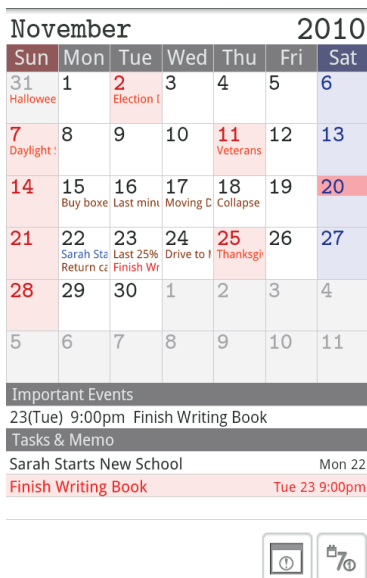 November 2010
Sun Mon Tue Wed Thu Fri Sat
31 1 2 3 4 5 6
Hallowee Election D
7 8 9 10 11 12 13
Daylight Veterans
14 15 16 17 18 19 20
Buy boxe Last minu Moving D Collapse
21 22 23 24 25 26 27
Sarah Sta Last 25% Drive to Thanksgiv
Return ca Finish Wr
28 29 30 1 2 3 4
5 6 7 8 9 10 11
Important Events
23(Tue) 9:00pm Finish Writing Book
Tasks & Memo
Sarah Starts New School Mon 22
Finish Writing Book Tue 23 9:00pm
7